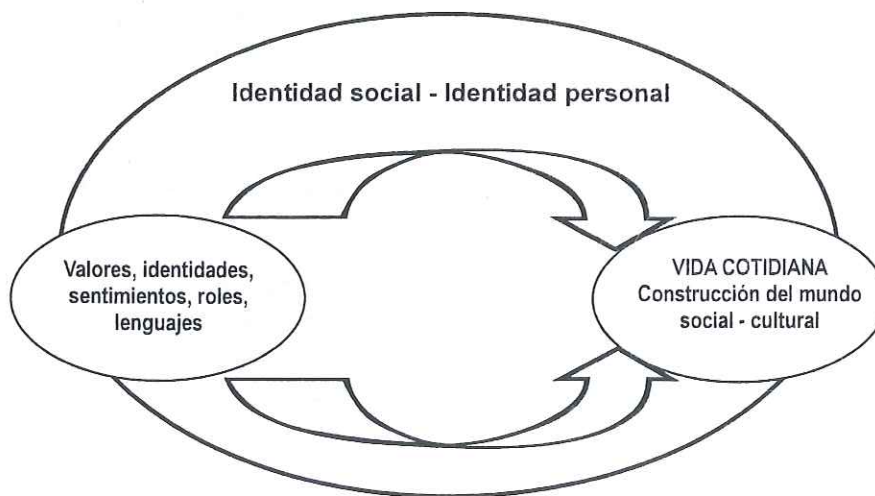 Identidad social - Identidad personal
Valores, identidades,
sentimientos, roles,
lenguajes
VIDA COTIDIANA
Construcción del mundo
social - cultural